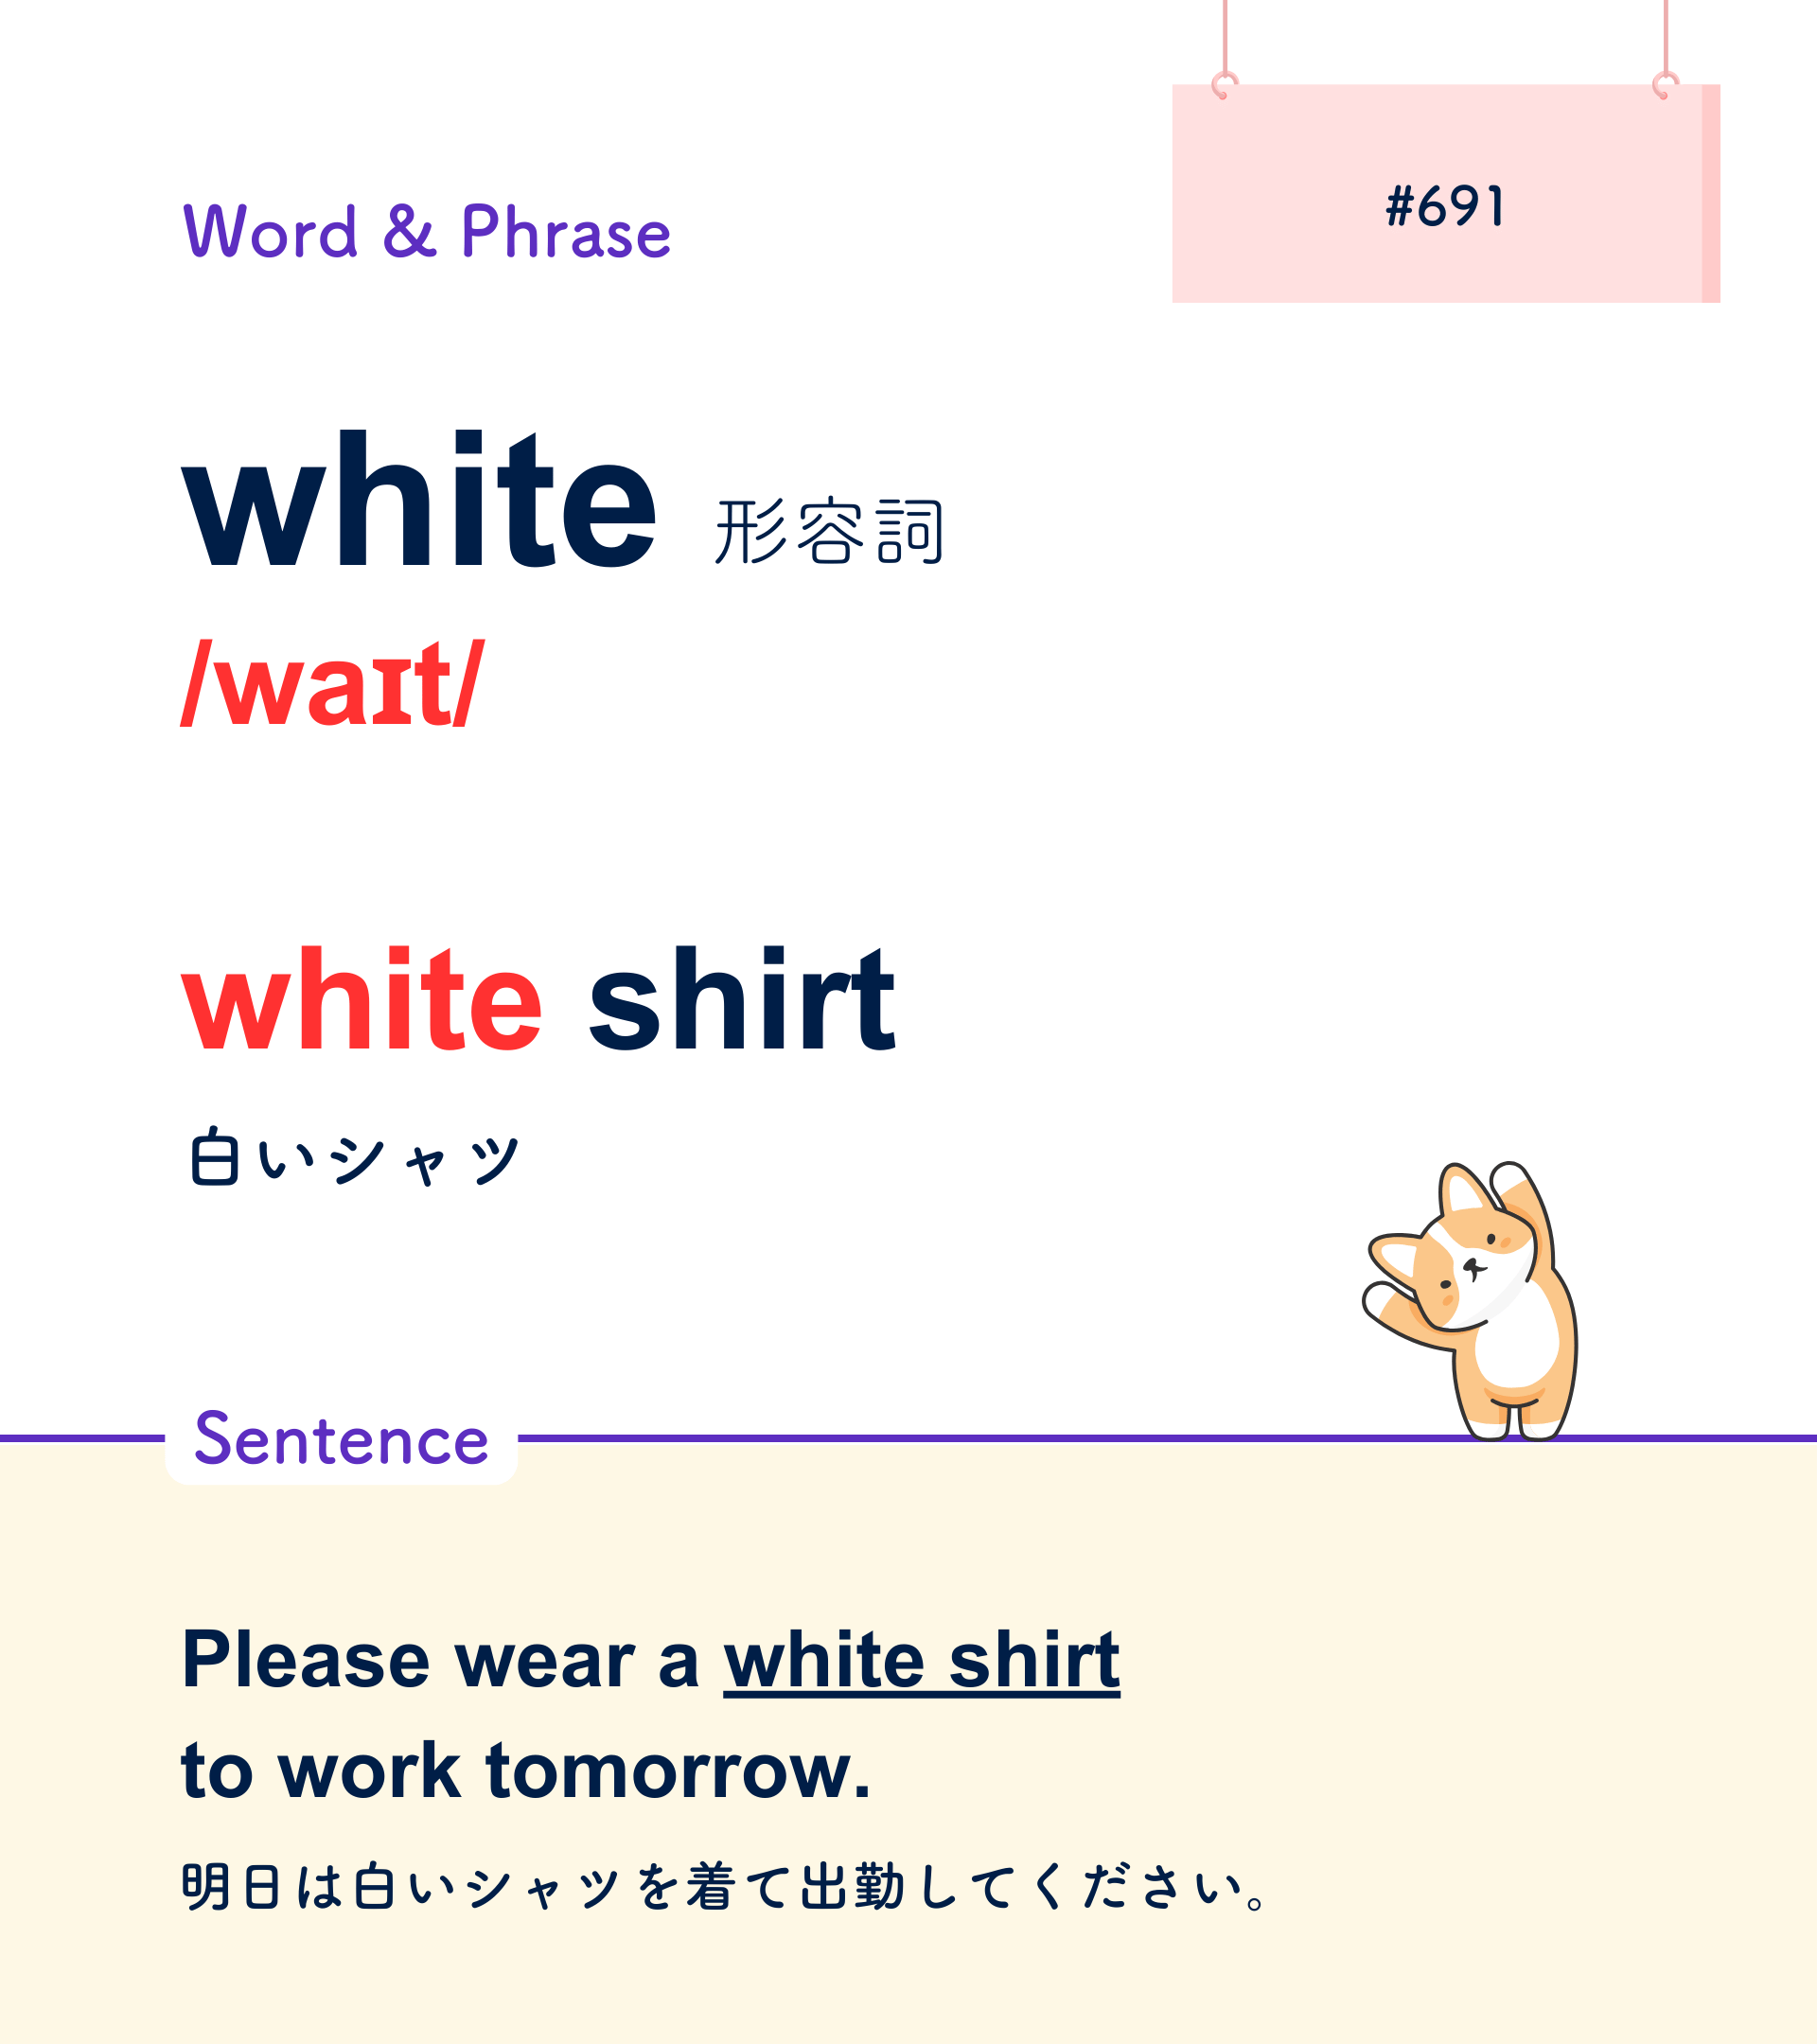 #691
Word & Phrase
white 形容詞
/waɪt/
white shirt
白いシャツ
Sentence
Please wear a white shirt
to work tomorrow.
明日は白いシャツを着て出勤してください。